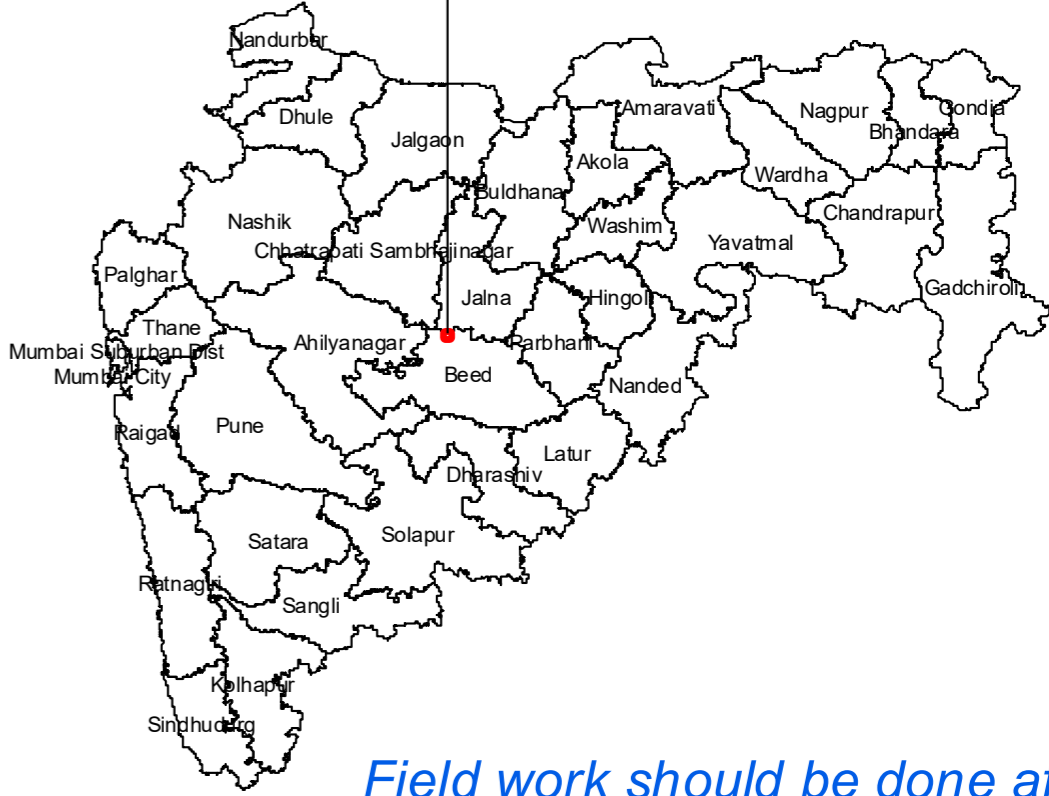 Nandurbar
Dhule
Jalgaon
Amaravati
Nagpur
Gondia
Bhandara
Akola
Buldhana
Wardha
Nashik
Washim
Chandrapur
Chhatrapati Sambhajinagar
Yavatmal
Palghar
Jalna
Hingoli
Gadchiroli
Thane
Ahilyanagar
Parbhani
Mumbai Suburban Dist
Mumbai City
Beed
Nanded
Raigad
Pune
Latur
Dharashiv
Satara
Solapur
Ratnagiri
Sangli
Kolhapur
Sindhudurg
Field work should be done at